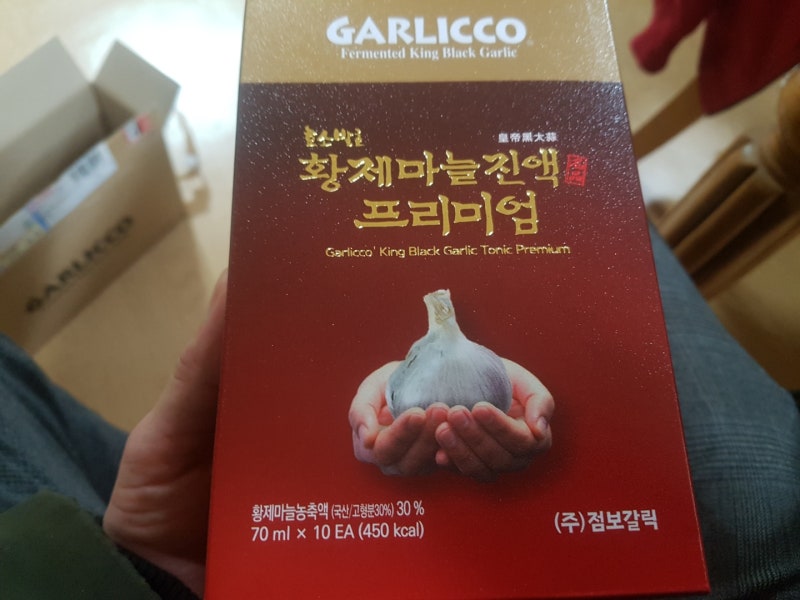 GARLICCO
Fermented King Black Garlic
皇帝黑大蒜
황제마늘진액
프리미엄
Garlicco' King Black Garlic Tonic Premium
황제마늘농축액 (국산/고형분30%) 30 %
70 ml × 10 EA (450 kcal)
(주)점보갈릭
GARLICCO